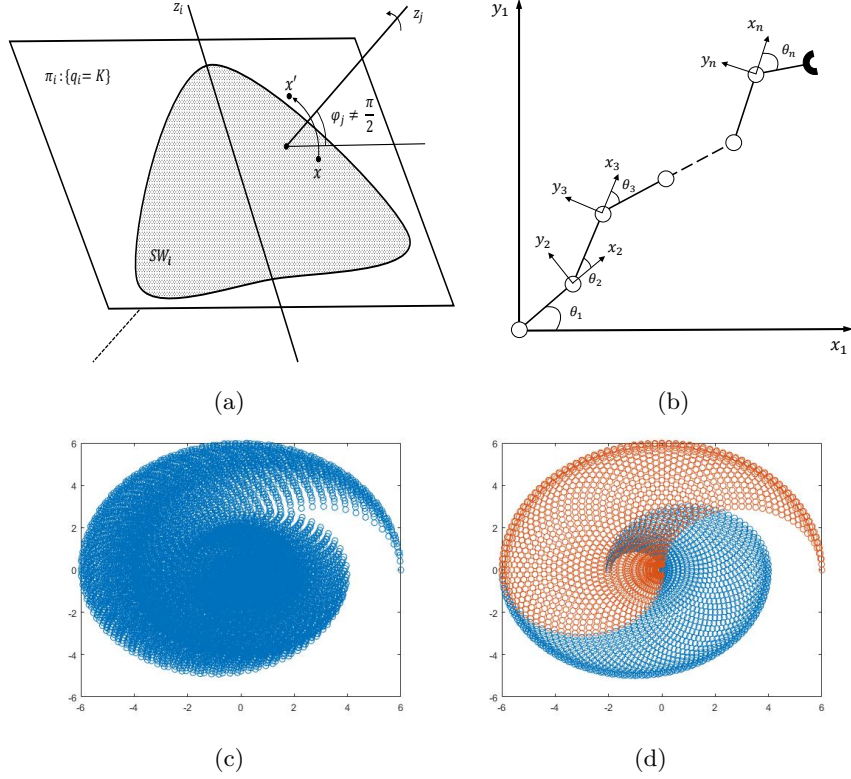 z_i
z_j
π_i:{q_i= K}
x′
φ_j ≠ π/2
x
SW_i
y_1
x_n
y_n
θ_n
x_3
y_3
θ_3
y_2
x_2
θ_2
θ_1
x_1
(a)
(b)
6
4
2
0
-2
-4
-6
-6 -4 -2 0 2 4 6
6
4
2
0
-2
-4
-6
-6 -4 -2 0 2 4 6
(c)
(d)